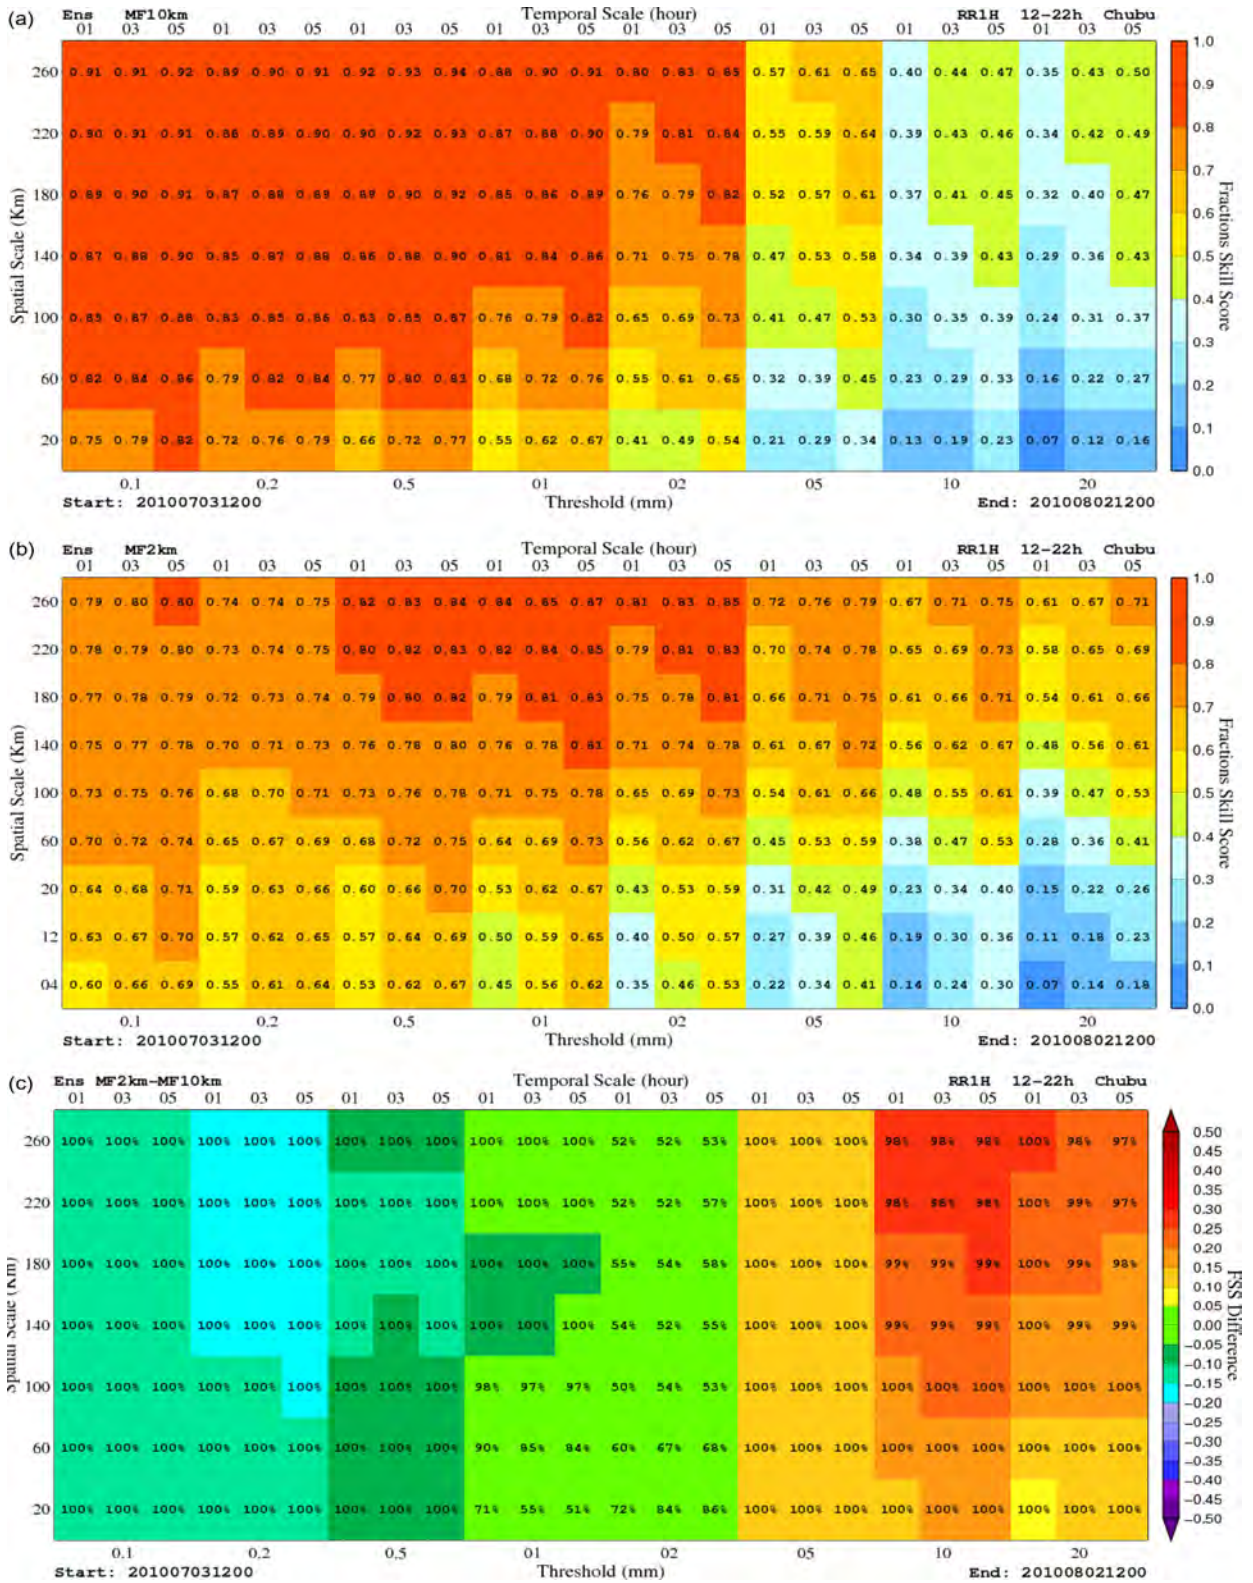 (a) Ens MF10km Temporal Scale (hour) RR1H 12-22h Chubu
01 03 05 01 03 05 01 03 05 01 03 05 01 03 05 01 03 05 01 03 05 01 03 05
1.0
260 0.91 0.91 0.92 0.89 0.90 0.91 0.92 0.93 0.94 0.88 0.90 0.91 0.80 0.83 0.85 0.57 0.61 0.65 0.40 0.44 0.47 0.35 0.43 0.50
0.9
220 0.90 0.91 0.91 0.88 0.89 0.90 0.90 0.92 0.93 0.87 0.88 0.90 0.79 0.81 0.84 0.55 0.59 0.64 0.39 0.43 0.46 0.34 0.42 0.49
0.8
0.7
180 0.89 0.90 0.91 0.87 0.88 0.89 0.89 0.90 0.92 0.85 0.86 0.89 0.76 0.79 0.82 0.52 0.57 0.61 0.37 0.41 0.45 0.32 0.40 0.47
0.6
140 0.87 0.88 0.90 0.85 0.87 0.88 0.86 0.88 0.90 0.81 0.84 0.86 0.71 0.75 0.78 0.47 0.53 0.58 0.34 0.39 0.43 0.29 0.36 0.43
0.5
0.4
100 0.85 0.87 0.88 0.83 0.85 0.86 0.83 0.85 0.87 0.76 0.79 0.82 0.65 0.69 0.73 0.41 0.47 0.53 0.30 0.35 0.39 0.24 0.31 0.37
0.3
60 0.82 0.84 0.86 0.79 0.82 0.84 0.77 0.80 0.83 0.68 0.72 0.76 0.55 0.61 0.65 0.32 0.39 0.45 0.23 0.29 0.33 0.16 0.22 0.27
0.2
20 0.75 0.79 0.82 0.72 0.76 0.79 0.66 0.72 0.77 0.55 0.62 0.67 0.41 0.49 0.54 0.21 0.29 0.34 0.13 0.19 0.23 0.07 0.12 0.16
0.1
0.0
Spatial Scale (Km)
Fractions Skill Score
0.1 0.2 0.5 01 02 05 10 20
Start: 201007031200 Threshold (mm) End: 201008021200
(b) Ens MF2km Temporal Scale (hour) RR1H 12-22h Chubu
01 03 05 01 03 05 01 03 05 01 03 05 01 03 05 01 03 05 01 03 05 01 03 05
1.0
260 0.79 0.80 0.80 0.74 0.74 0.75 0.82 0.83 0.84 0.84 0.85 0.87 0.81 0.83 0.85 0.72 0.76 0.79 0.67 0.71 0.75 0.61 0.67 0.71
0.9
220 0.78 0.79 0.80 0.73 0.74 0.75 0.80 0.82 0.83 0.82 0.84 0.85 0.79 0.81 0.83 0.70 0.74 0.78 0.65 0.69 0.73 0.58 0.65 0.69
0.8
180 0.77 0.78 0.79 0.72 0.73 0.74 0.79 0.80 0.82 0.79 0.81 0.83 0.75 0.78 0.81 0.66 0.71 0.75 0.61 0.66 0.71 0.54 0.61 0.66
0.7
140 0.75 0.77 0.78 0.70 0.71 0.73 0.76 0.78 0.80 0.76 0.78 0.81 0.71 0.74 0.78 0.61 0.67 0.72 0.56 0.62 0.67 0.48 0.56 0.61
0.6
100 0.73 0.75 0.76 0.68 0.70 0.71 0.73 0.76 0.78 0.71 0.75 0.78 0.65 0.69 0.73 0.54 0.61 0.66 0.48 0.55 0.61 0.39 0.47 0.53
0.5
60 0.70 0.72 0.74 0.65 0.67 0.69 0.68 0.72 0.75 0.64 0.69 0.73 0.56 0.62 0.67 0.45 0.53 0.59 0.38 0.47 0.53 0.28 0.36 0.41
0.4
20 0.64 0.68 0.71 0.59 0.63 0.66 0.60 0.66 0.70 0.53 0.62 0.67 0.43 0.53 0.59 0.31 0.42 0.49 0.23 0.34 0.40 0.15 0.22 0.26
0.3
12 0.63 0.67 0.70 0.57 0.62 0.65 0.57 0.64 0.69 0.50 0.59 0.65 0.40 0.50 0.57 0.27 0.39 0.46 0.19 0.30 0.36 0.11 0.18 0.23
0.2
04 0.60 0.66 0.69 0.55 0.61 0.64 0.53 0.62 0.67 0.45 0.56 0.62 0.35 0.46 0.53 0.22 0.34 0.41 0.14 0.24 0.30 0.07 0.14 0.18
0.1
0.0
Spatial Scale (Km)
Fractions Skill Score
0.1 0.2 0.5 01 02 05 10 20
Start: 201007031200 Threshold (mm) End: 201008021200
(c) Ens MF2km-MF10km Temporal Scale (hour) RR1H 12-22h Chubu
01 03 05 01 03 05 01 03 05 01 03 05 01 03 05 01 03 05 01 03 05 01 03 05
0.50
260 100% 100% 100% 100% 100% 100% 100% 100% 100% 100% 100% 100% 52% 52% 53% 100% 100% 100% 98% 98% 98% 100% 98% 97%
0.45
0.40
0.35
220 100% 100% 100% 100% 100% 100% 100% 100% 100% 100% 100% 100% 52% 52% 57% 100% 100% 100% 98% 98% 98% 100% 99% 97%
0.30
0.25
0.20
180 100% 100% 100% 100% 100% 100% 100% 100% 100% 100% 100% 100% 55% 54% 58% 100% 100% 100% 99% 99% 99% 100% 99% 98%
0.15
0.10
0.05
140 100% 100% 100% 100% 100% 100% 100% 100% 100% 100% 100% 100% 54% 52% 55% 100% 100% 100% 99% 99% 99% 100% 99% 99%
0.00
-0.05
-0.10
100 100% 100% 100% 100% 100% 100% 100% 100% 100% 98% 97% 97% 50% 54% 53% 100% 100% 100% 100% 100% 100% 100% 100% 100%
-0.15
-0.20
-0.25
60 100% 100% 100% 100% 100% 100% 100% 100% 100% 90% 85% 84% 60% 67% 68% 100% 100% 100% 100% 100% 100% 100% 100% 100%
-0.30
-0.35
-0.40
20 100% 100% 100% 100% 100% 100% 100% 100% 100% 71% 55% 51% 72% 84% 86% 100% 100% 100% 100% 100% 100% 100% 100% 100%
-0.45
-0.50
Spatial Scale (Km)
FSS Difference
0.1 0.2 0.5 01 02 05 10 20
Start: 201007031200 Threshold (mm) End: 201008021200